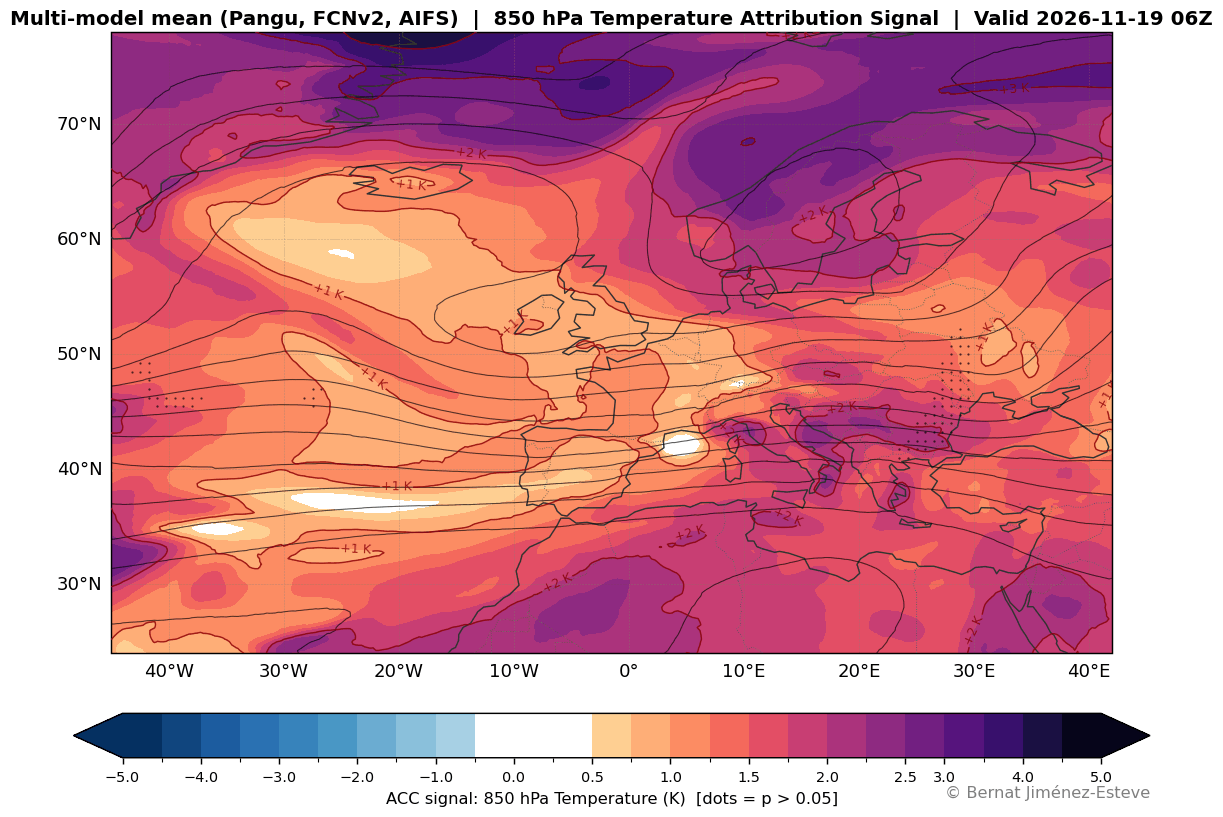 Multi-model mean (Pangu, FCNv2, AIFS)  |  850 hPa Temperature Attribution Signal  |  Valid 2026-11-19 06Z
+3 K
70°N
+2 K
+1 K
+2 K
60°N
+1 K
+1 K
+1 K
50°N
+1 K
+1 K
+2 K
40°N
+1 K
+2 K
+2 K
+1 K
+2 K
30°N
+2 K
40°W 30°W 20°W 10°W 0° 10°E 20°E 30°E 40°E
−5.0 −4.0 −3.0 −2.0 −1.0 0.0 0.5 1.0 1.5 2.0 2.5 3.0 4.0 5.0
ACC signal: 850 hPa Temperature (K)  [dots = p > 0.05]
© Bernat Jiménez-Esteve